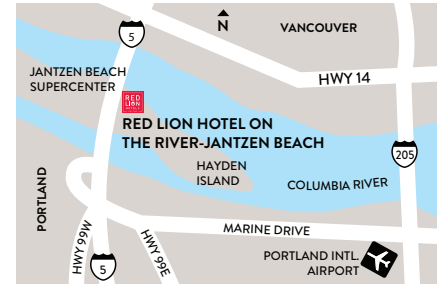 5
N
VANCOUVER
JANTZEN BEACH
SUPERCENTER
HWY 14
RED
LION
HOTELS
RED LION HOTEL ON
THE RIVER-JANTZEN BEACH
205
HAYDEN
ISLAND
COLUMBIA RIVER
PORTLAND
MARINE DRIVE
HWY 99W
HWY 99E
PORTLAND INTL.
AIRPORT
5